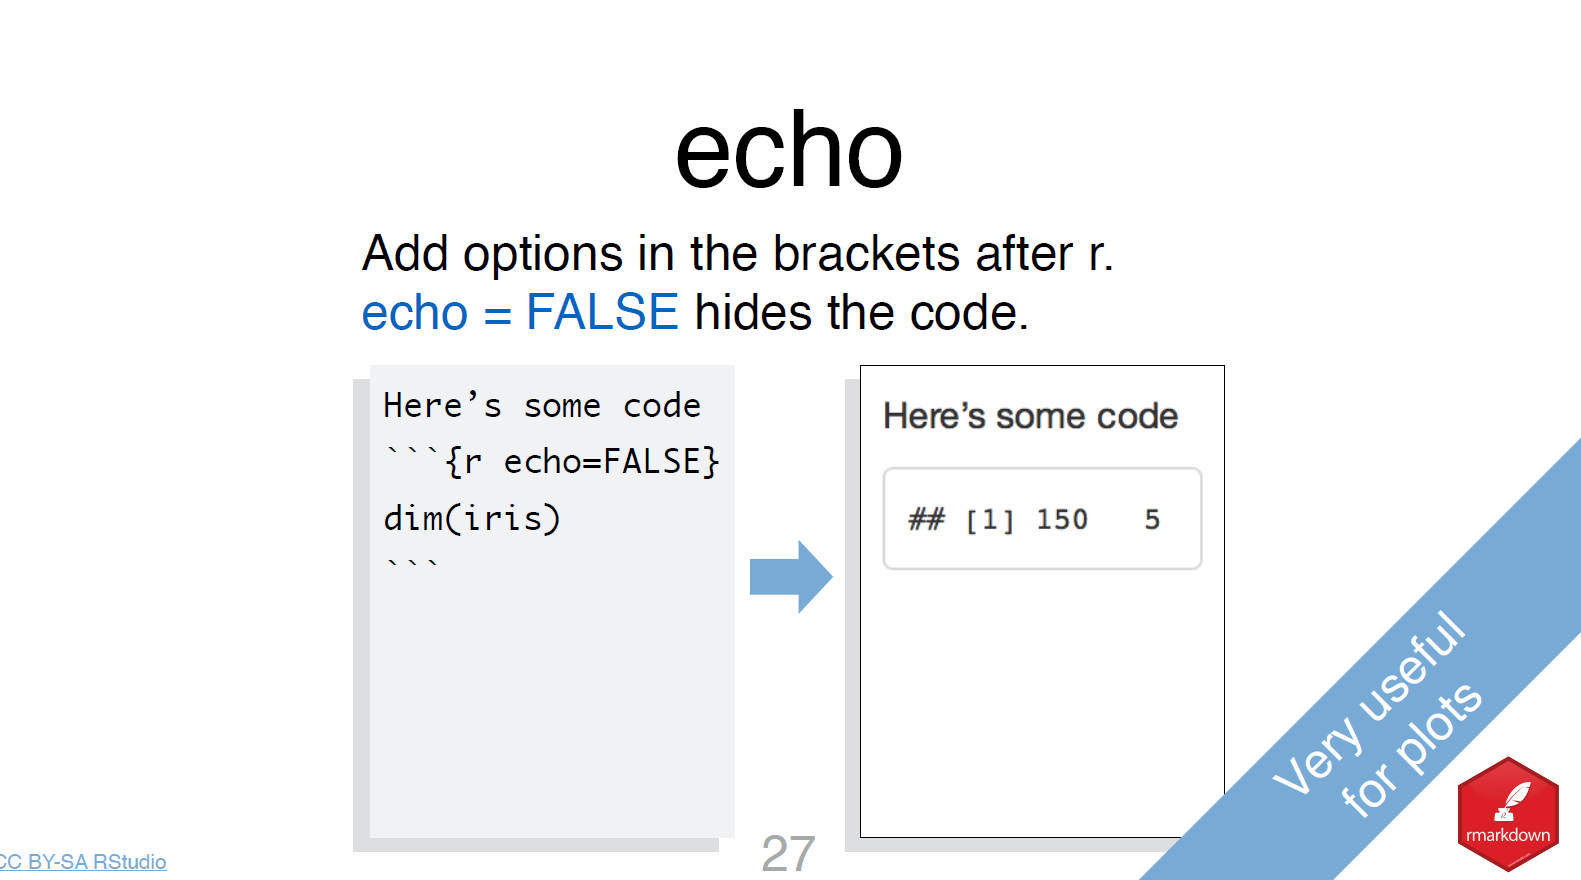 echo
Add options in the brackets after r.
echo = FALSE hides the code.
Here’s some code
```{r echo=FALSE}
dim(iris)
```
Here’s some code
## [1] 150   5
Very useful
for plots
rmarkdown
27
CC BY-SA RStudio